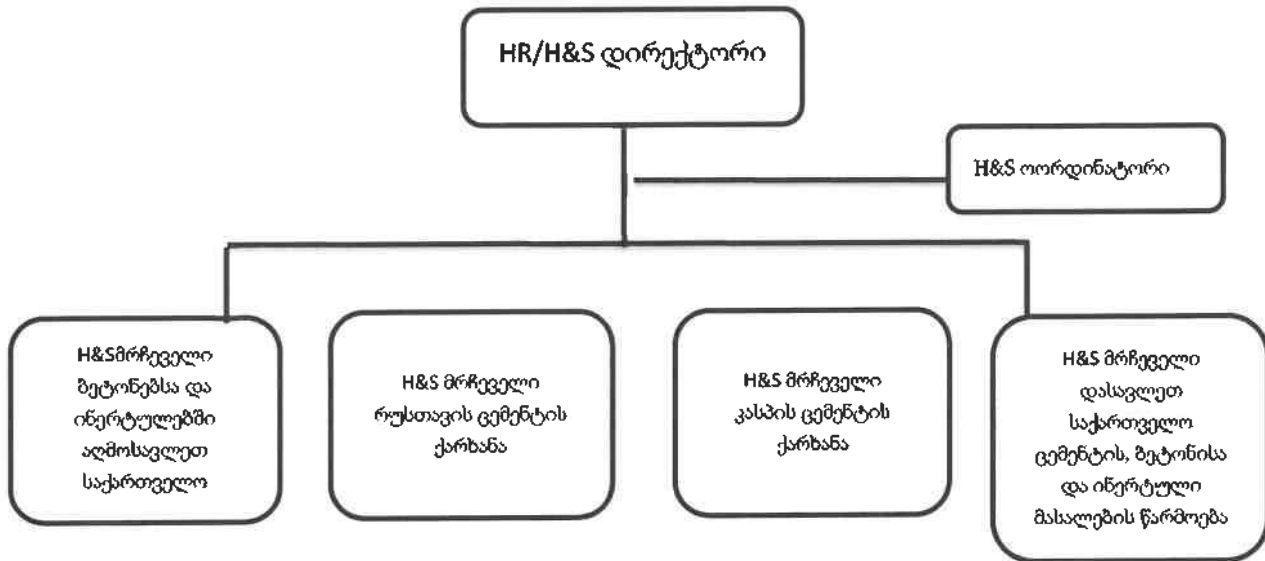 HR/H&S დირექტორი
H&S ოორდინატორი
H&Sმრჩეველი
ბეტონებსა და
ინერტულებში
აღმოსავლეთ
საქართველო
H&S მრჩეველი
რუსთავის ცემენტის
ქარხანა
H&S მრჩეველი
კასპის ცემენტის
ქარხანა
H&S მრჩეველი
დასავლეთ
საქართველო
ცემენტის, ბეტონისა
და ინერტული
მასალების წარმოება